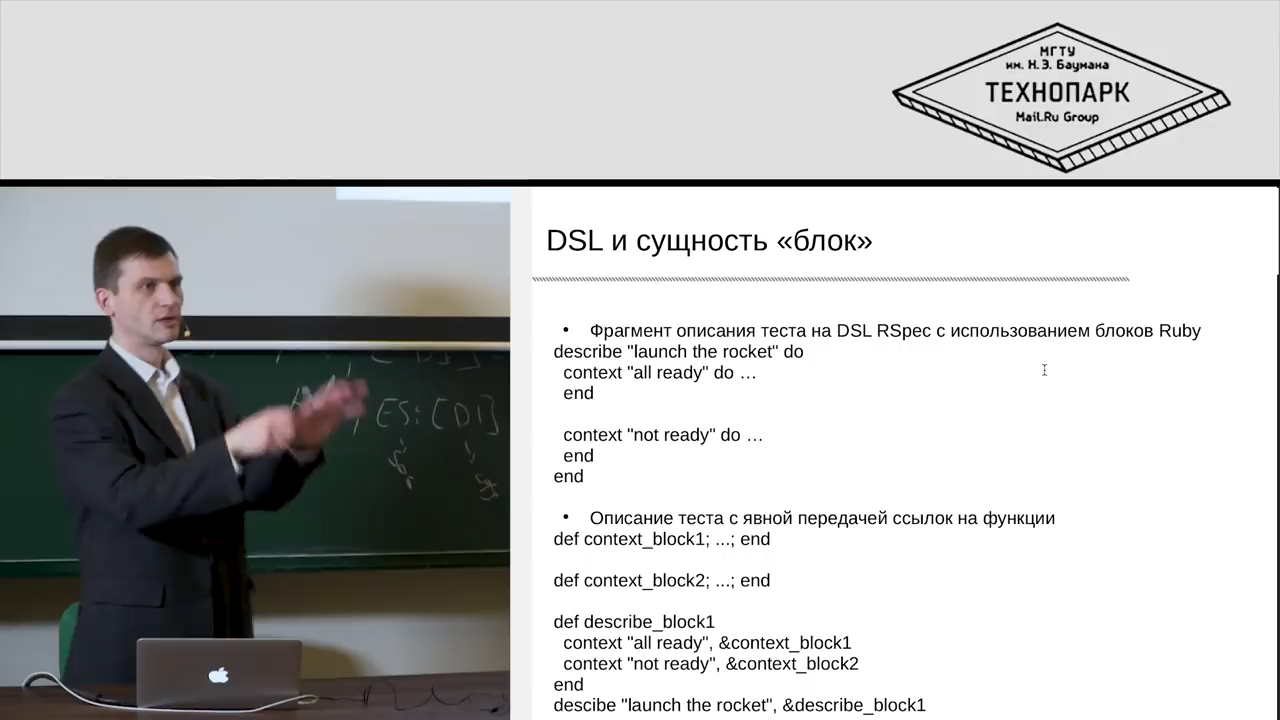 МГТУ
им. Н.Э. Баумана
ТЕХНОПАРК
Mail.Ru Group
DSL и сущность «блок»
• Фрагмент описания теста на DSL RSpec с использованием блоков Ruby
describe "launch the rocket" do
context "all ready" do …
end
context "not ready" do …
end
end
• Описание теста с явной передачей ссылок на функции
def context_block1; ...; end
def context_block2; ...; end
def describe_block1
context "all ready", &context_block1
context "not ready", &context_block2
end
descibe "launch the rocket", &describe_block1